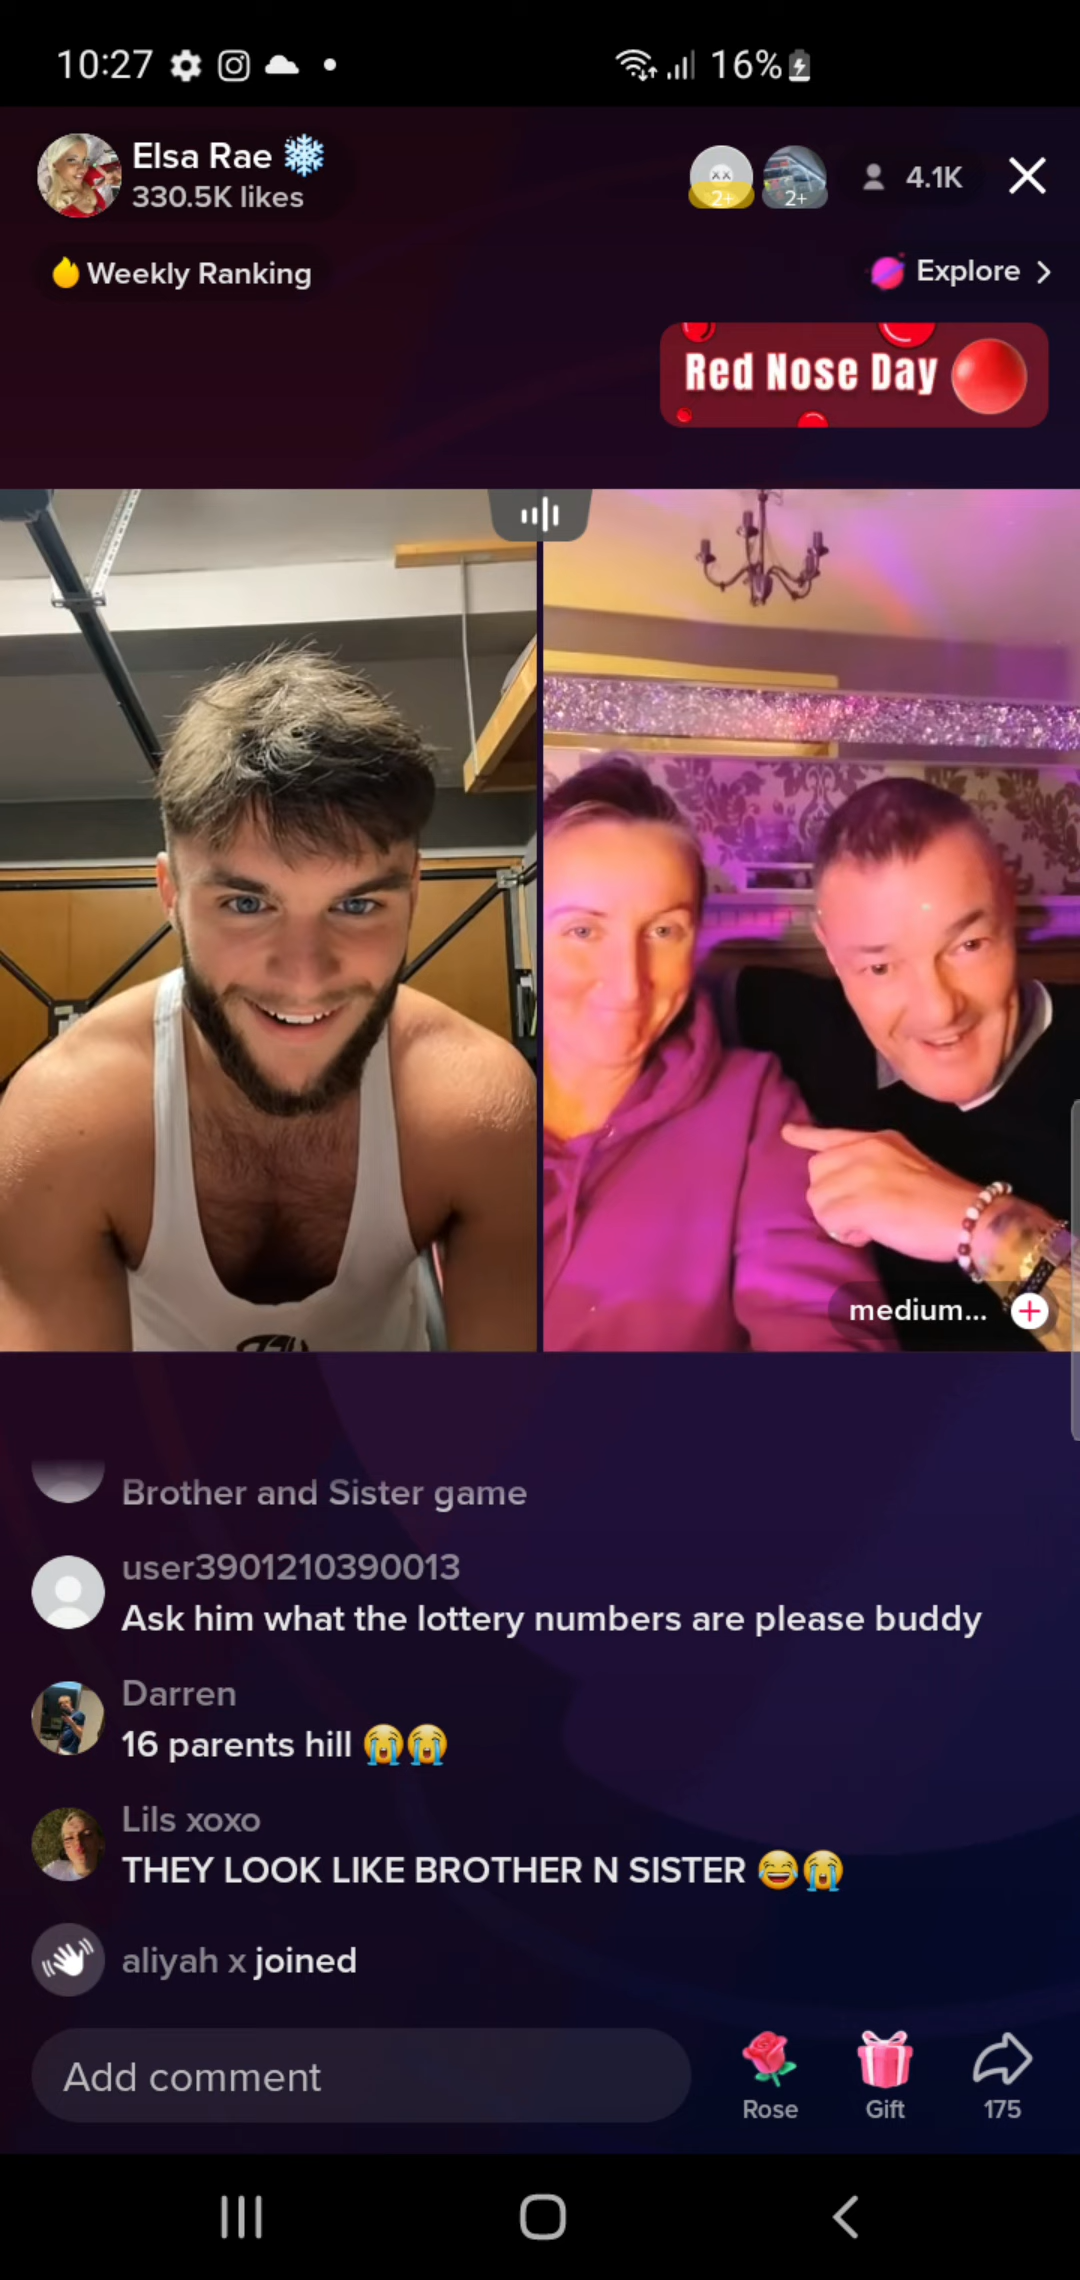 10:27
16%
Elsa Rae
330.5K likes
2+
2+
4.1K
Weekly Ranking
Explore
Red Nose Day
medium...
Brother and Sister game
user3901210390013
Ask him what the lottery numbers are please buddy
Darren
16 parents hill 😭😭
Lils xoxo
THEY LOOK LIKE BROTHER N SISTER 😂😭
aliyah x joined
Add comment
Rose
Gift
175